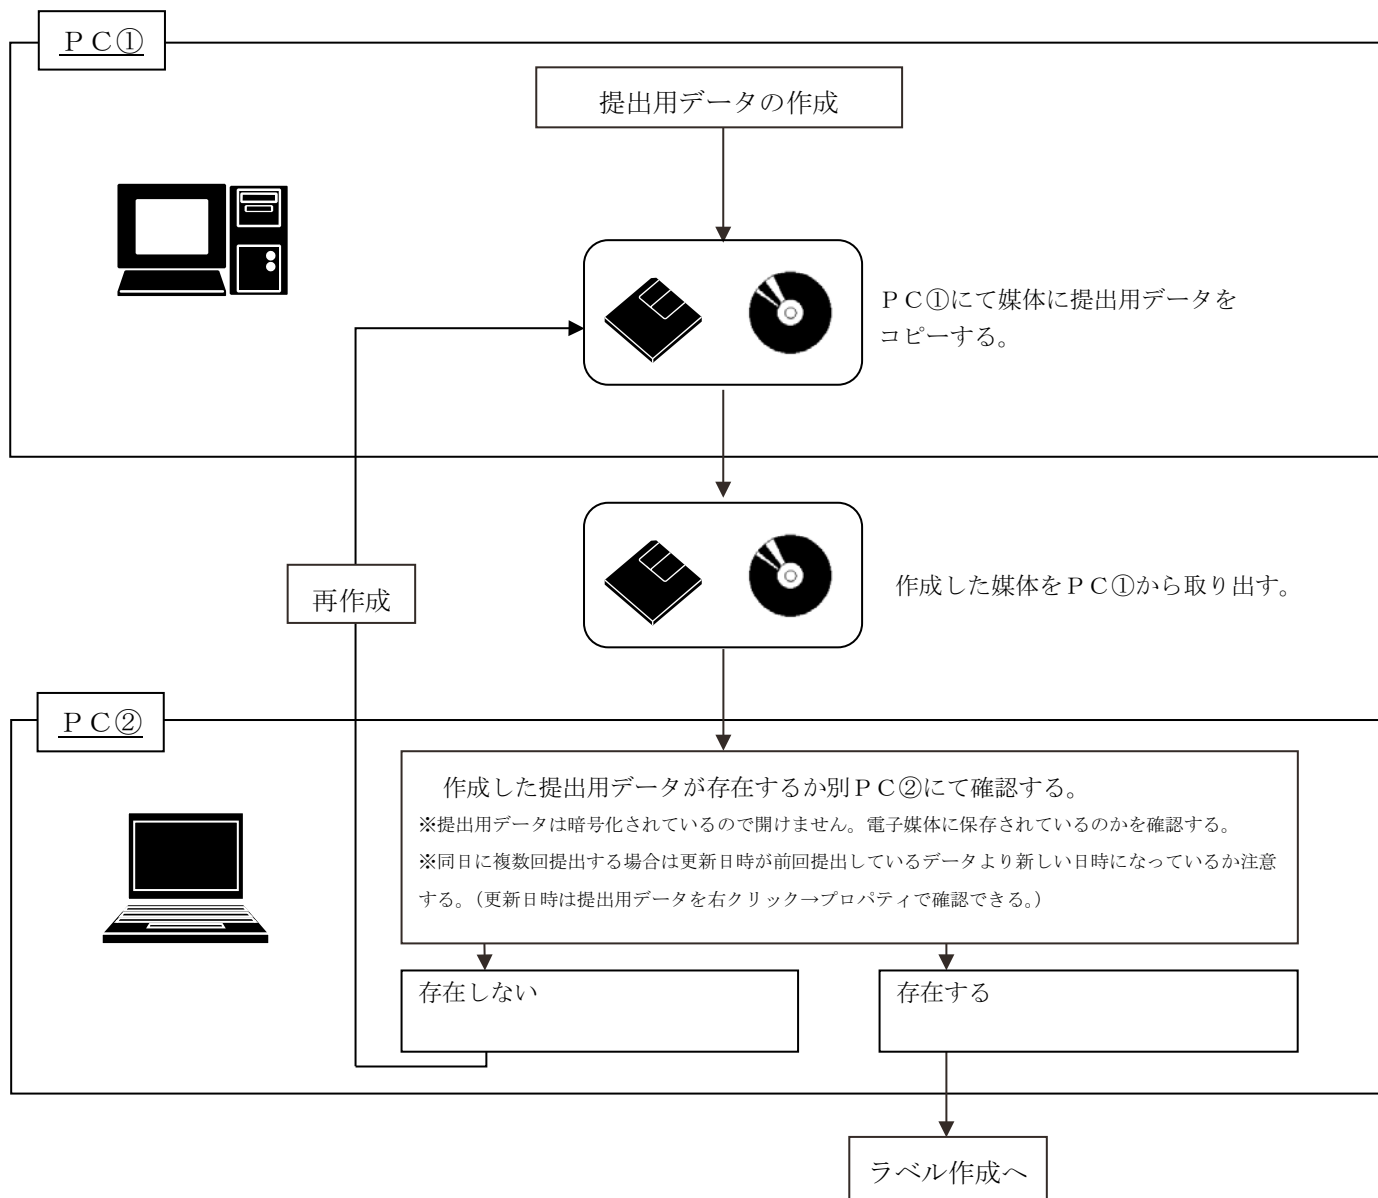 ＰＣ①
提出用データの作成
ＰＣ①にて媒体に提出用データを
コピーする。
作成した媒体をＰＣ①から取り出す。
再作成
ＰＣ②
作成した提出用データが存在するか別ＰＣ②にて確認する。
※提出用データは暗号化されているので開けません。電子媒体に保存されているのかを確認する。
※同日に複数回提出する場合は更新日時が前回提出しているデータより新しい日時になっているか注意
する。（更新日時は提出用データを右クリック→プロパティで確認できる。）
存在しない
存在する
ラベル作成へ